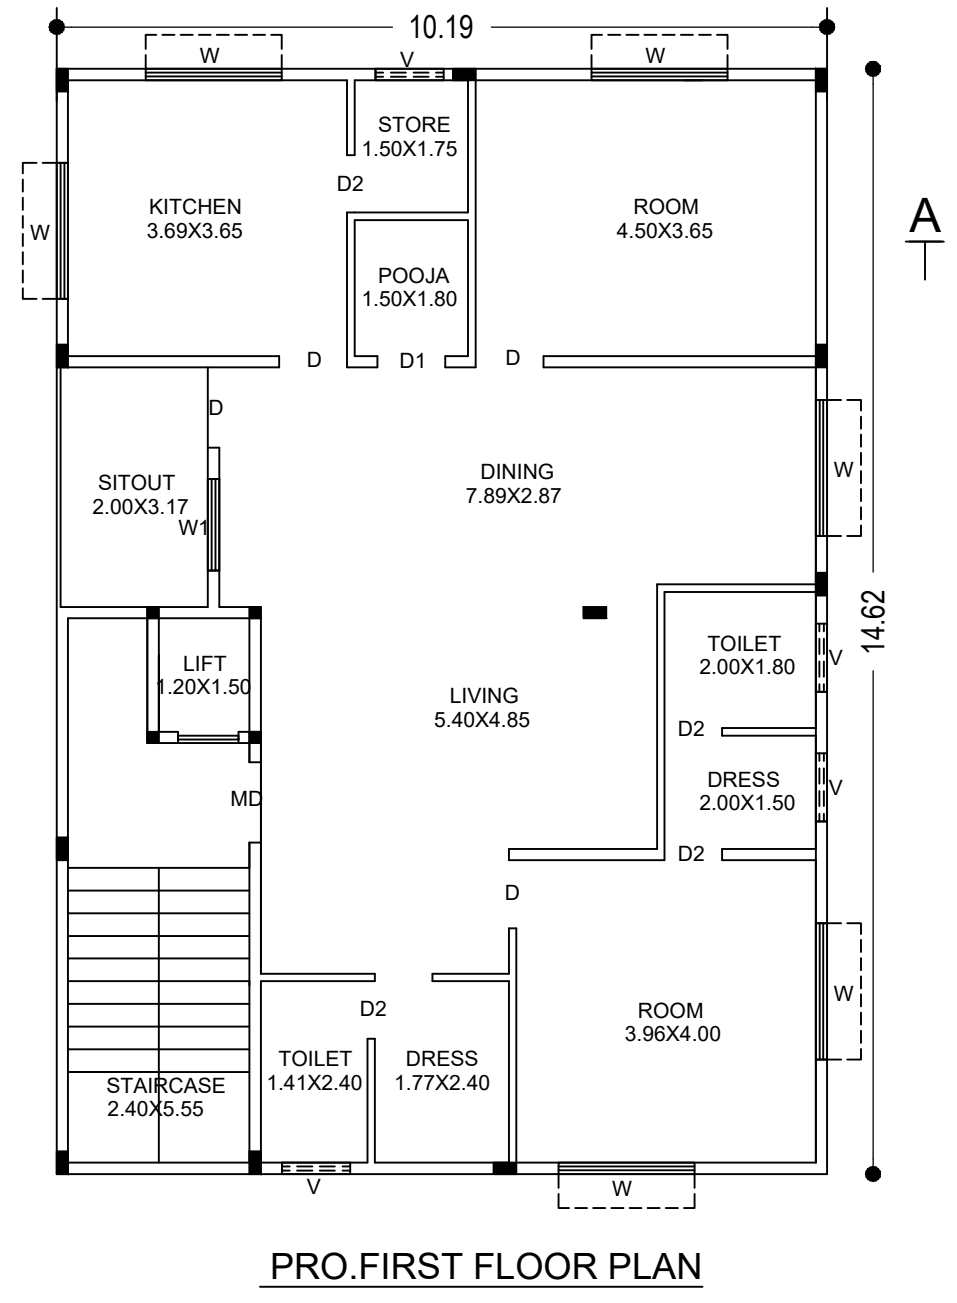 10.19
W
V
W
STORE
1.50X1.75
D2
KITCHEN
3.69X3.65
ROOM
4.50X3.65
A
W
POOJA
1.50X1.80
D
D1
D
D
SITOUT
2.00X3.17
W1
DINING
7.89X2.87
W
14.62
LIFT
1.20X1.50
LIVING
5.40X4.85
TOILET
2.00X1.80
V
D2
DRESS
2.00X1.50
V
MD
D2
D
W
ROOM
3.96X4.00
D2
TOILET
1.41X2.40
DRESS
1.77X2.40
STAIRCASE
2.40X5.55
V
W
PRO.FIRST FLOOR PLAN